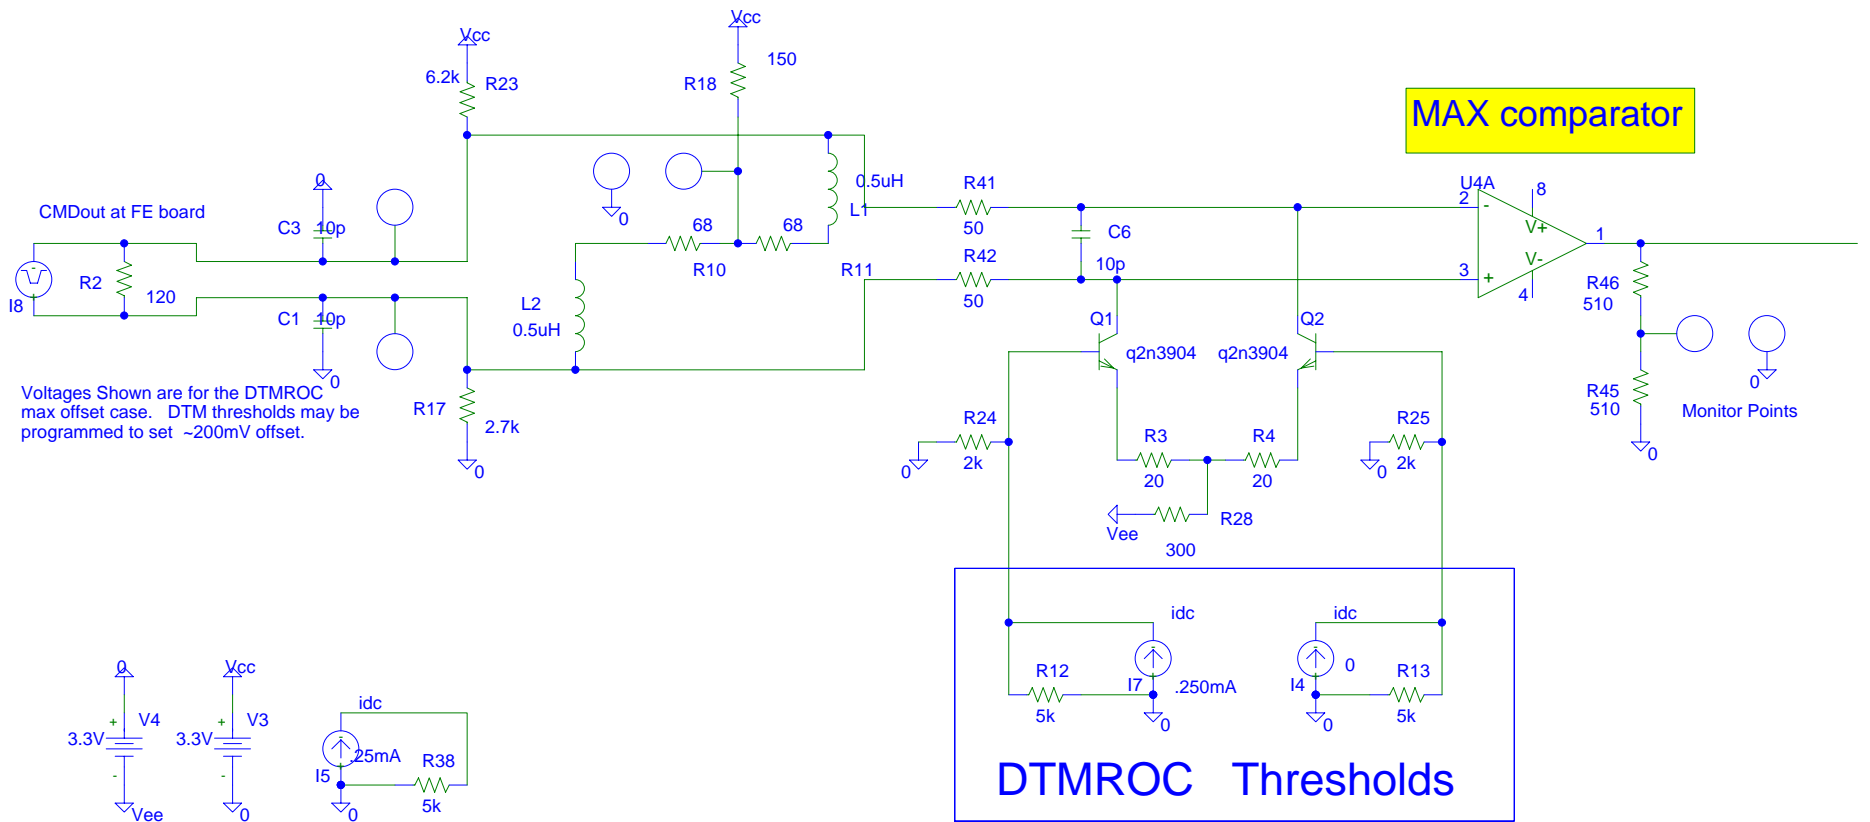 Vcc
6.2k
R23
Vcc
150
R18
MAX comparator
0
CMDout at FE board
C3
10p
0
0.5uH
L1
R41
50
U4A
2
-
8
V+
1
68
68
R10
R11
R42
50
C6
10p
3
+
V-
4
I8
-
+
R2
120
C1
10p
0
L2
0.5uH
Q1
q2n3904
Q2
q2n3904
R46
510
R45
510
0
0
Monitor Points
Voltages Shown are for the DTMROC
max offset case. DTM thresholds may be
programmed to set ~200mV offset.
R17
2.7k
0
R24
2k
0
R3
20
R4
20
R25
2k
0
Vee
R28
300
idc
-
+
I7
.250mA
R12
5k
0
idc
-
+
I4
0
R13
5k
0
DTMROC Thresholds
0
+
V4
3.3V
-
Vee
Vcc
+
V3
3.3V
-
0
idc
-
+
I5
.25mA
R38
5k
0